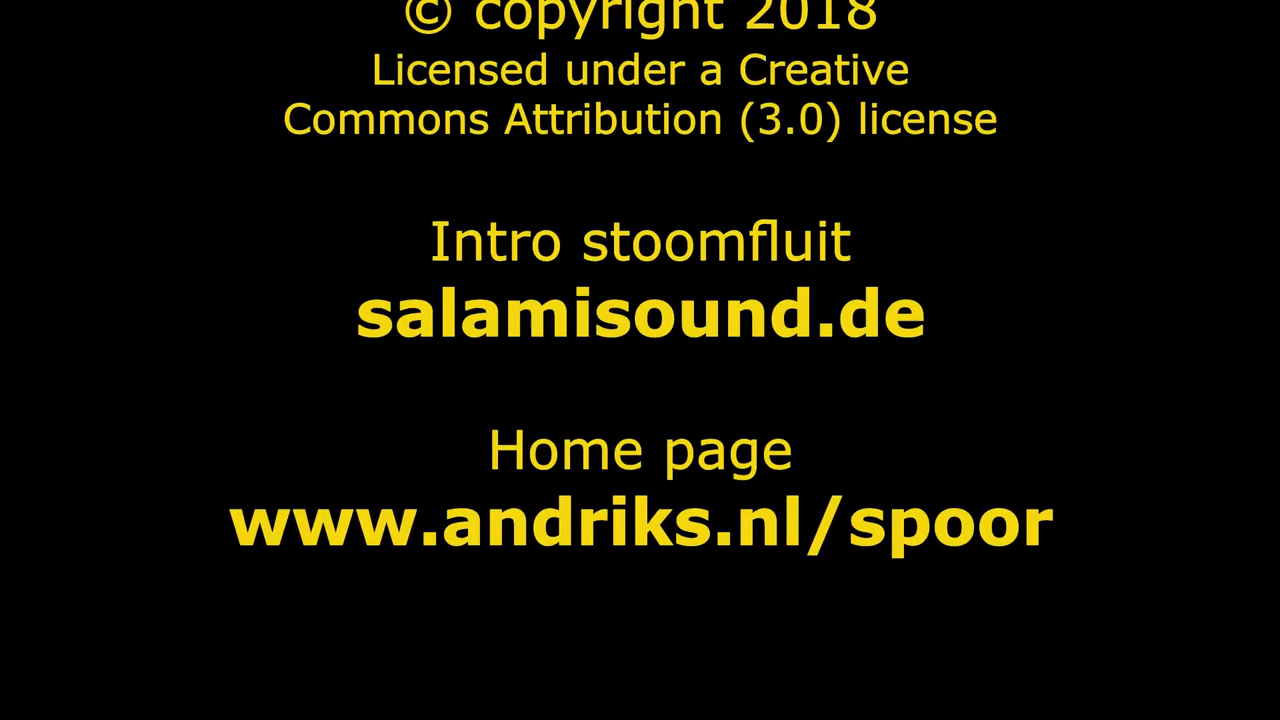 © copyright 2018
Licensed under a Creative
Commons Attribution (3.0) license
Intro stoomfluit
salamisound.de
Home page
www.andriks.nl/spoor